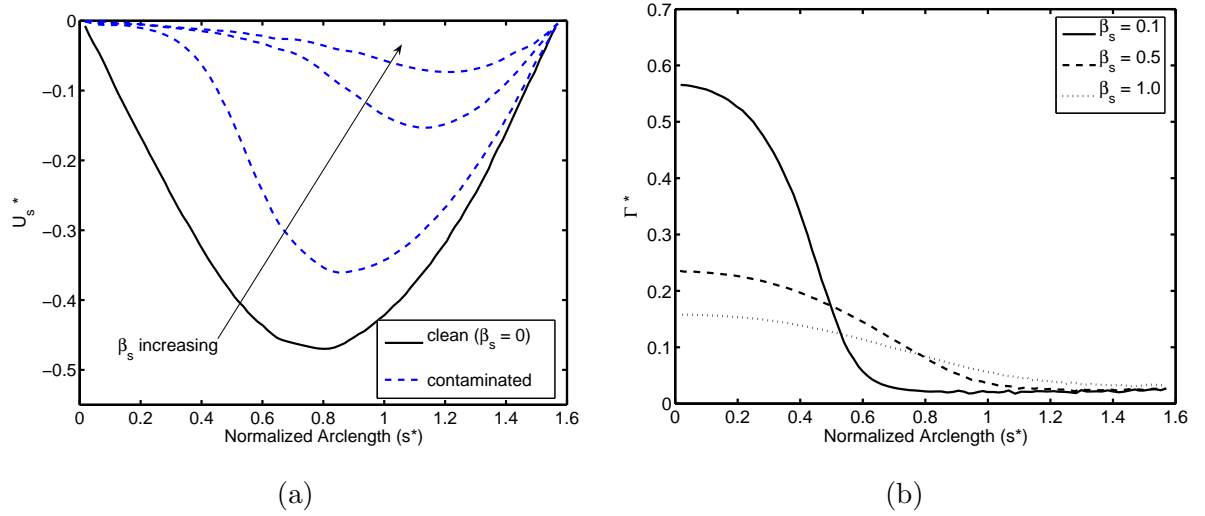 0
−0.1
−0.2
−0.3
−0.4
−0.5
U_s*
β_s increasing
clean (β_s = 0)
contaminated
0 0.2 0.4 0.6 0.8 1 1.2 1.4 1.6
Normalized Arclength (s*)
(a)
0.7
0.6
0.5
0.4
0.3
0.2
0.1
0
Γ*
β_s = 0.1
β_s = 0.5
β_s = 1.0
0 0.2 0.4 0.6 0.8 1 1.2 1.4 1.6
Normalized Arclength (s*)
(b)